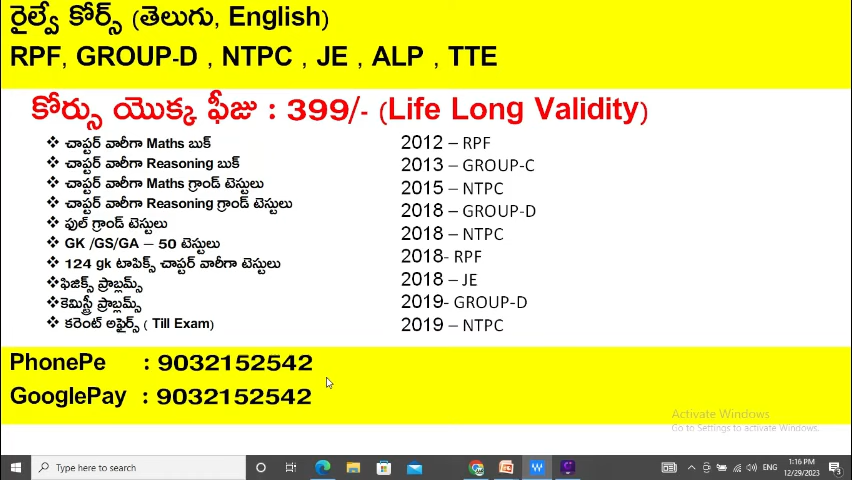 రైల్వే కోర్స్ (తెలుగు, English)
RPF, GROUP-D , NTPC , JE , ALP , TTE
కోర్సు యొక్క ఫీజు : 399/- (Life Long Validity)
❖ చాప్టర్ వారీగా Maths బుక్
❖ చాప్టర్ వారీగా Reasoning బుక్
❖ చాప్టర్ వారీగా Maths గ్రాండ్ టెస్టులు
❖ చాప్టర్ వారీగా Reasoning గ్రాండ్ టెస్టులు
❖ ఫుల్ గ్రాండ్ టెస్టులు
❖ GK /GS/GA – 50 టెస్టులు
❖ 124 gk టాపిక్స్ చాప్టర్ వారీగా టెస్టులు
❖ఫిజిక్స్ ప్రాబ్లమ్స్
❖కెమిస్ట్రీ ప్రాబ్లమ్స్
❖ కరెంట్ అఫైర్స్ ( Till Exam)
2012 – RPF
2013 – GROUP-C
2015 – NTPC
2018 – GROUP-D
2018 – NTPC
2018- RPF
2018 – JE
2019- GROUP-D
2019 – NTPC
PhonePe : 9032152542
GooglePay : 9032152542
Activate Windows
Go to Settings to activate Windows.
Type here to search
ENG
1:16 PM
12/29/2023
3